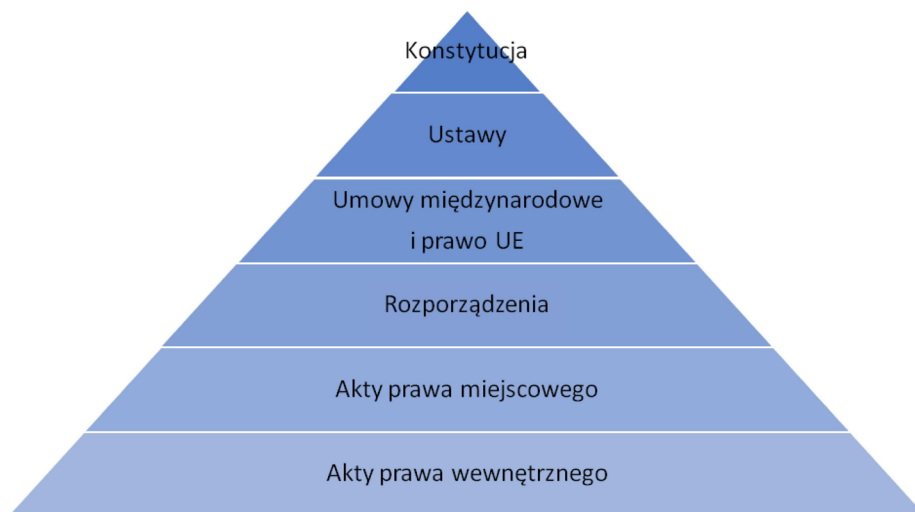 Konstytucja
Ustawy
Umowy międzynarodowe
i prawo UE
Rozporządzenia
Akty prawa miejscowego
Akty prawa wewnętrznego